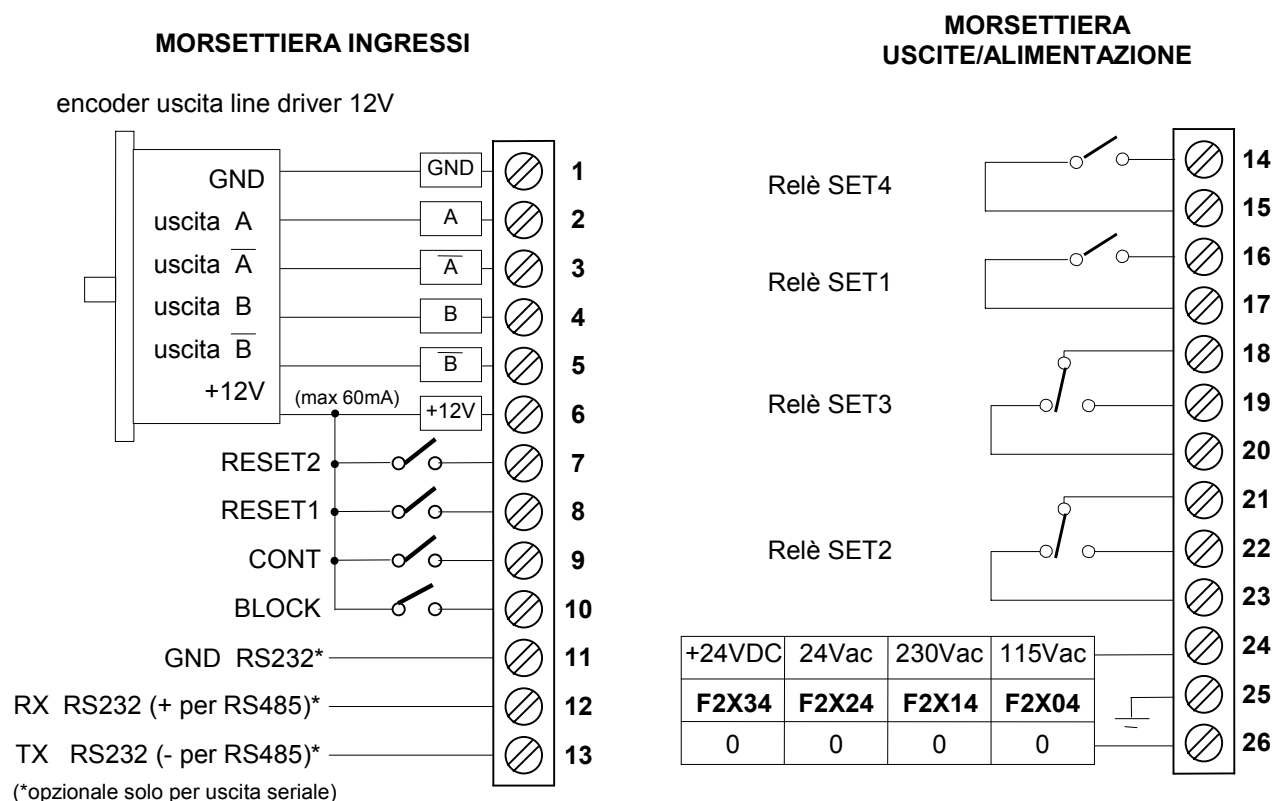 MORSETTIERA INGRESSI
encoder uscita line driver 12V
GND
uscita A
uscita A̅
uscita B
uscita B̅
+12V
(max 60mA)
GND
A
A̅
B
B̅
+12V
1
2
3
4
5
6
RESET2
7
RESET1
8
CONT
9
BLOCK
10
GND RS232*
11
RX RS232 (+ per RS485)*
12
TX RS232 (- per RS485)*
13
(*opzionale solo per uscita seriale)
MORSETTIERA
USCITE/ALIMENTAZIONE
Relè SET4
14
15
Relè SET1
16
17
Relè SET3
18
19
20
Relè SET2
21
22
23
+24VDC 24Vac 230Vac 115Vac
24
F2X34 F2X24 F2X14 F2X04
25
0 0 0 0
26